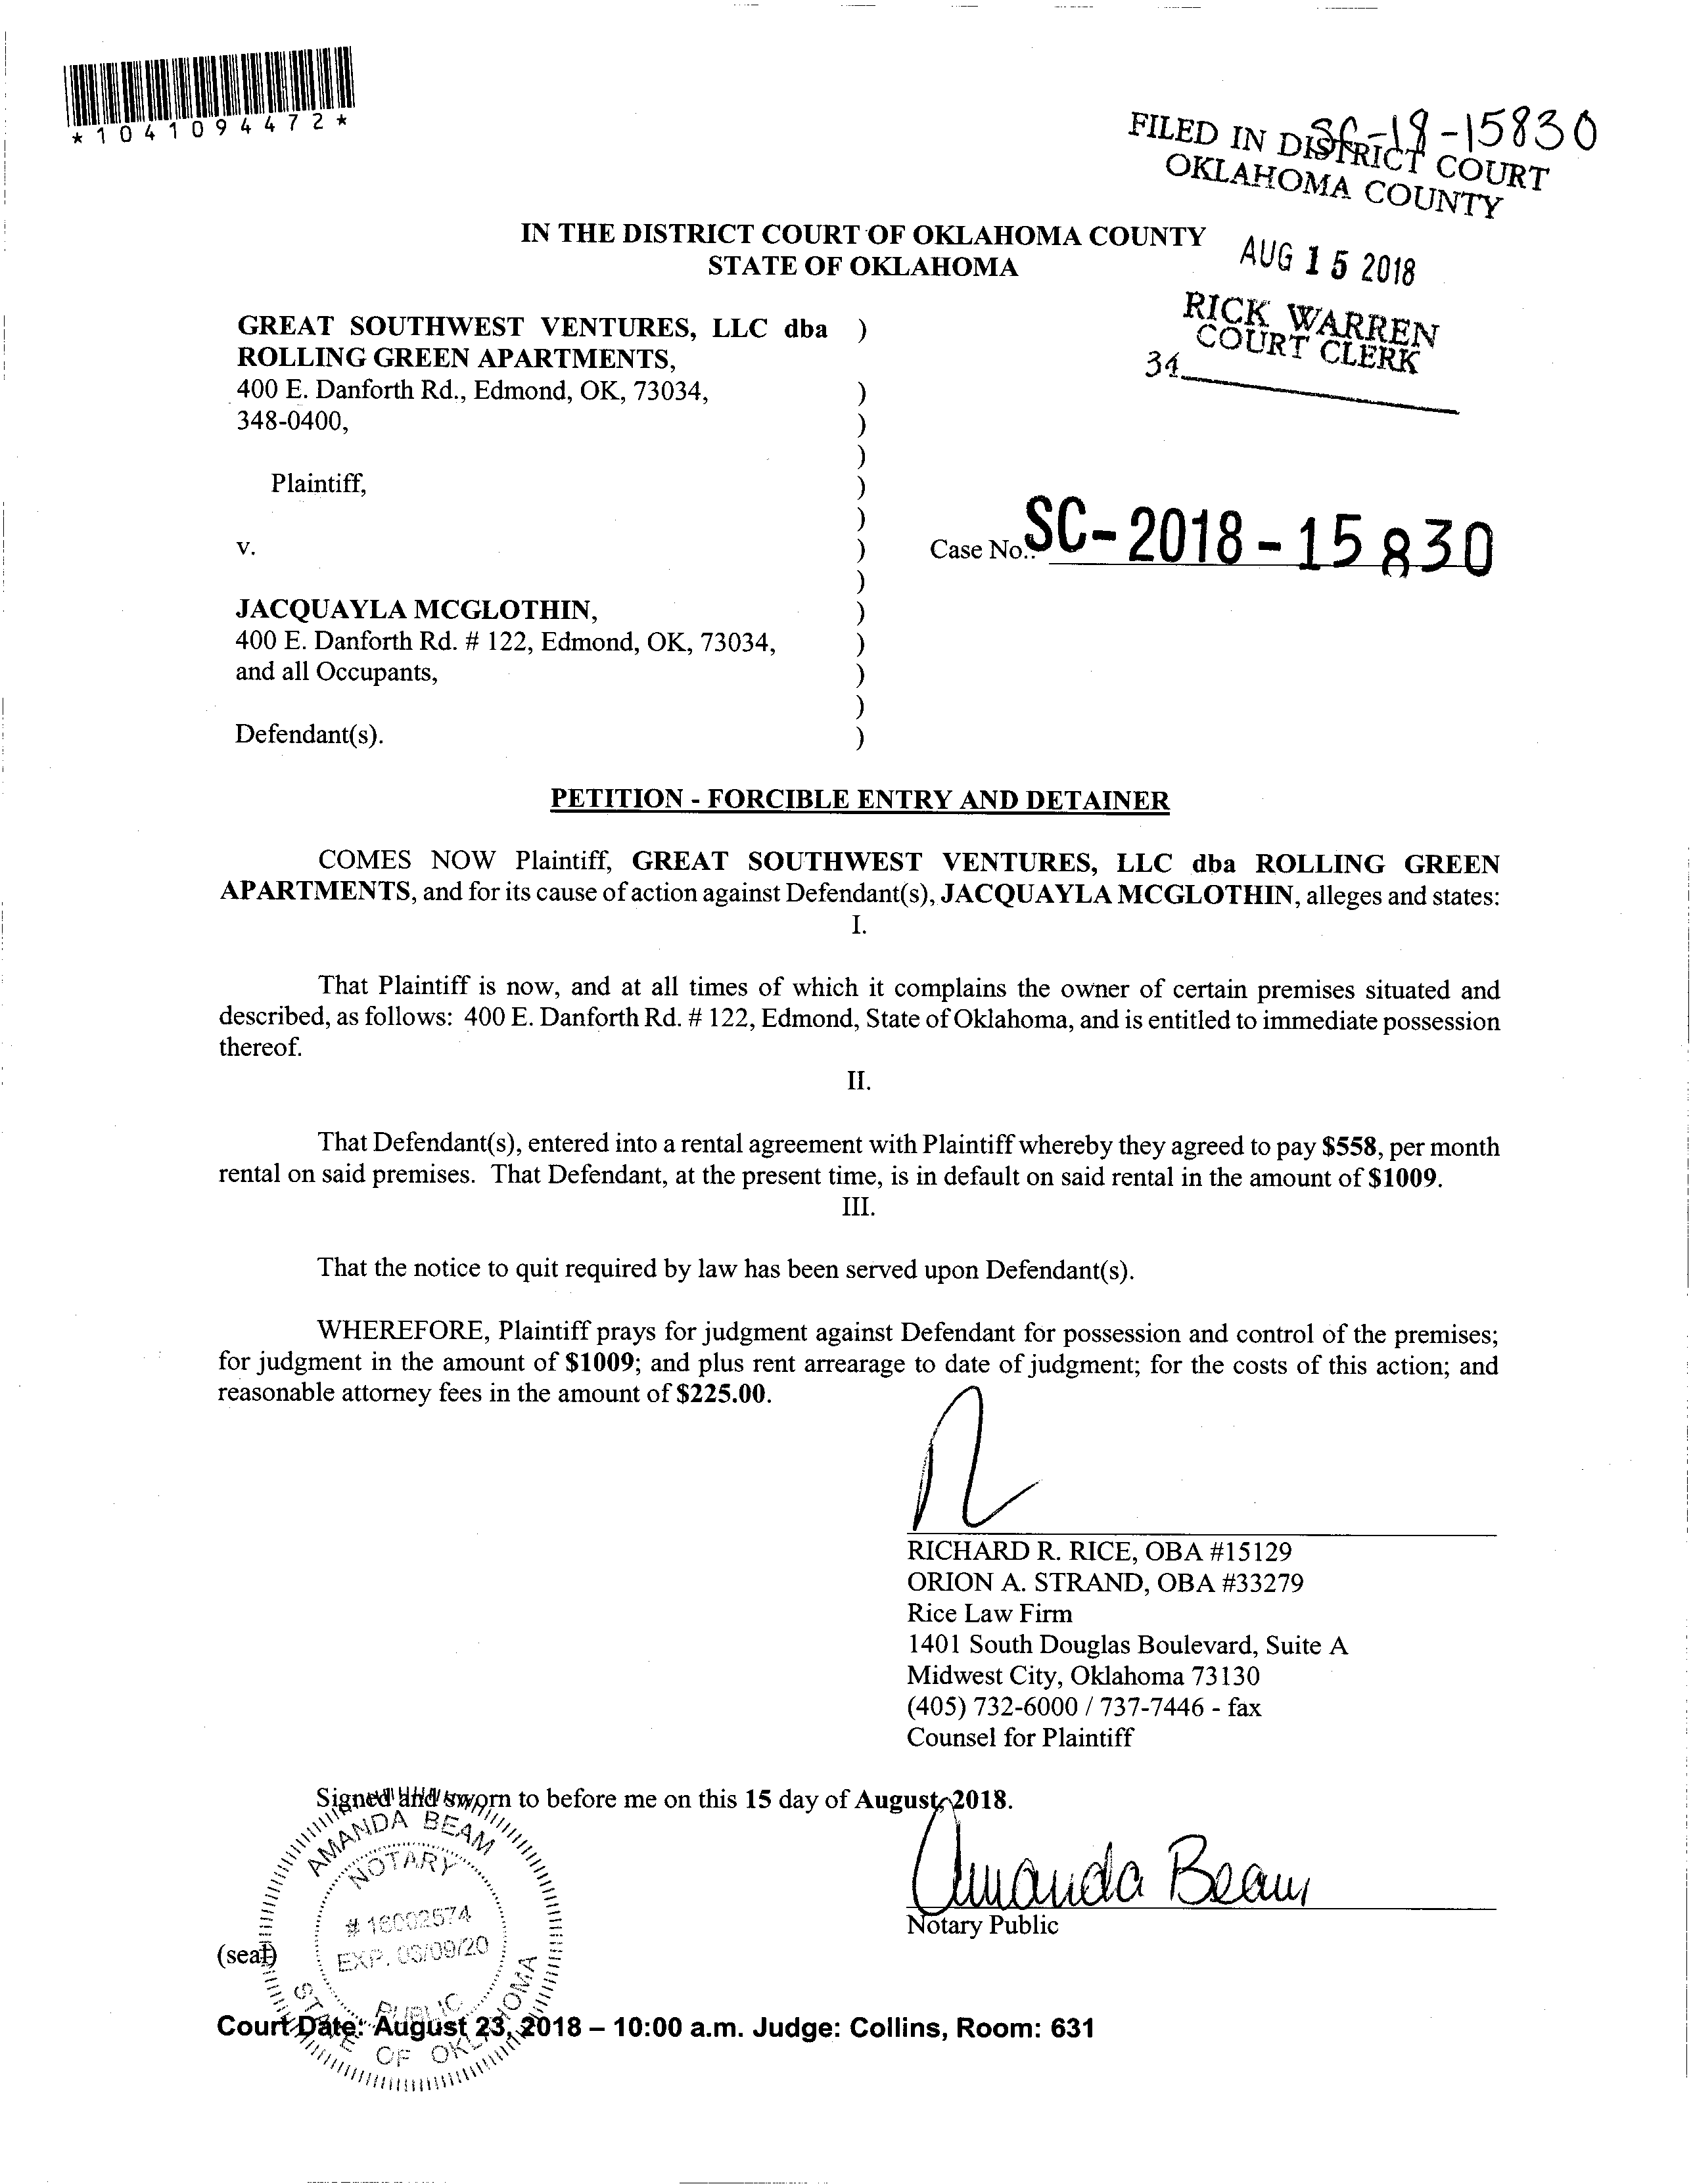 *1041094472*
SC-18-15830
FILED IN DISTRICT COURT
OKLAHOMA COUNTY
AUG 15 2018
RICK WARREN
COURT CLERK
34
IN THE DISTRICT COURT OF OKLAHOMA COUNTY
STATE OF OKLAHOMA
GREAT SOUTHWEST VENTURES, LLC dba )
ROLLING GREEN APARTMENTS,
400 E. Danforth Rd., Edmond, OK, 73034, )
348-0400, )
)
Plaintiff, )
)
v. )
Case No.: SC-2018-15830
)
JACQUAYLA MCGLOTHIN, )
400 E. Danforth Rd. # 122, Edmond, OK, 73034, )
and all Occupants, )
)
Defendant(s). )
PETITION - FORCIBLE ENTRY AND DETAINER
COMES NOW Plaintiff, GREAT SOUTHWEST VENTURES, LLC dba ROLLING GREEN
APARTMENTS, and for its cause of action against Defendant(s), JACQUAYLA MCGLOTHIN, alleges and states:
I.
That Plaintiff is now, and at all times of which it complains the owner of certain premises situated and
described, as follows: 400 E. Danforth Rd. # 122, Edmond, State of Oklahoma, and is entitled to immediate possession
thereof.
II.
That Defendant(s), entered into a rental agreement with Plaintiff whereby they agreed to pay $558, per month
rental on said premises. That Defendant, at the present time, is in default on said rental in the amount of $1009.
III.
That the notice to quit required by law has been served upon Defendant(s).
WHEREFORE, Plaintiff prays for judgment against Defendant for possession and control of the premises;
for judgment in the amount of $1009; and plus rent arrearage to date of judgment; for the costs of this action; and
reasonable attorney fees in the amount of $225.00.
RICHARD R. RICE, OBA #15129
ORION A. STRAND, OBA #33279
Rice Law Firm
1401 South Douglas Boulevard, Suite A
Midwest City, Oklahoma 73130
(405) 732-6000 / 737-7446 - fax
Counsel for Plaintiff
Signed and sworn to before me on this 15 day of August, 2018.
AMANDA BEAM
NOTARY
# 16002574
EXP. 03/09/20
PUBLIC
STATE OF OKLAHOMA
Amanda Beam
Notary Public
(seal)
Court Date: August 23, 2018 – 10:00 a.m. Judge: Collins, Room: 631